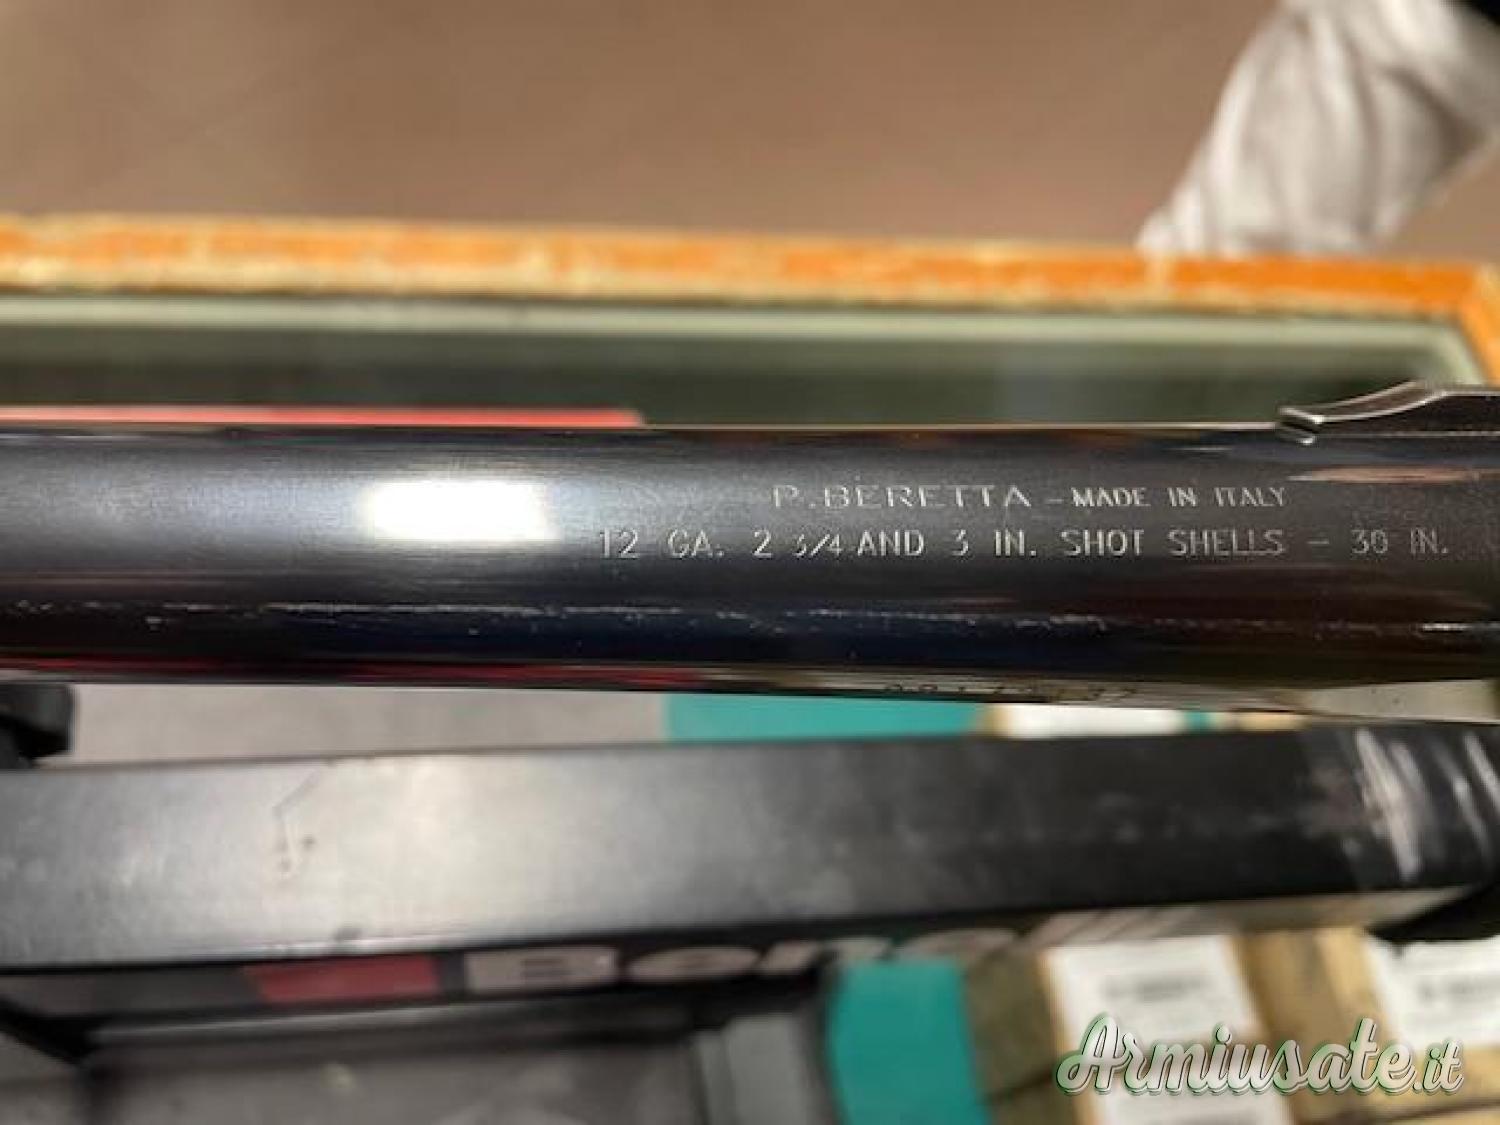 P. BERETTA - MADE IN ITALY
12 GA. 2 3/4 AND 3 IN. SHOT SHELLS - 30 IN.
Armiusate.it